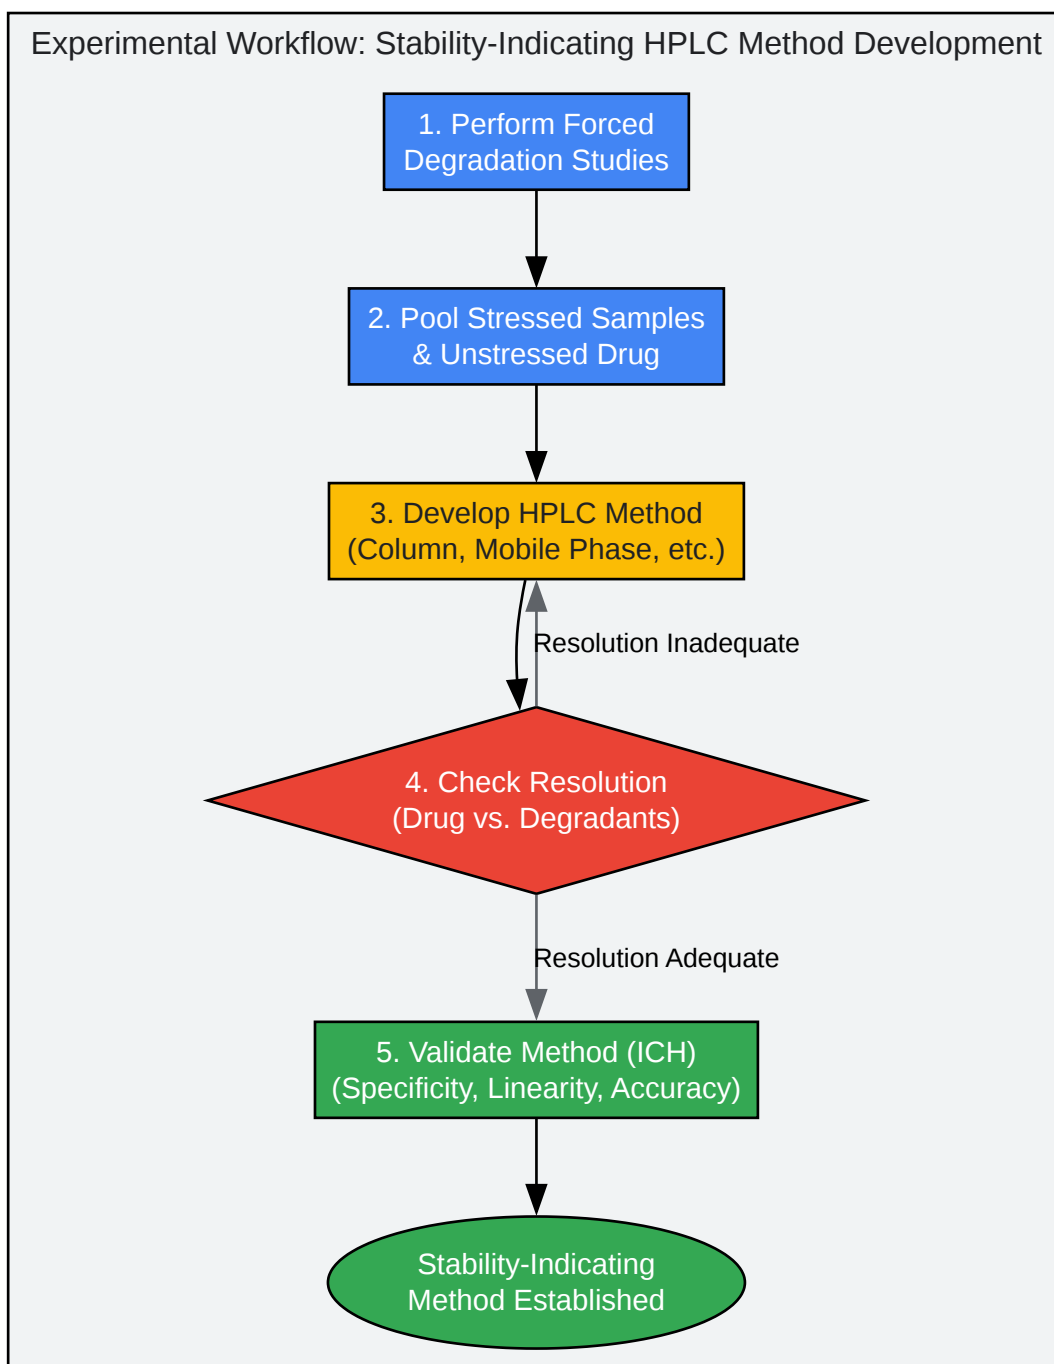 Experimental Workflow: Stability-Indicating HPLC Method Development
1. Perform Forced
Degradation Studies
2. Pool Stressed Samples
& Unstressed Drug
3. Develop HPLC Method
(Column, Mobile Phase, etc.)
Resolution Inadequate
4. Check Resolution
(Drug vs. Degradants)
Resolution Adequate
5. Validate Method (ICH)
(Specificity, Linearity, Accuracy)
Stability-Indicating
Method Established